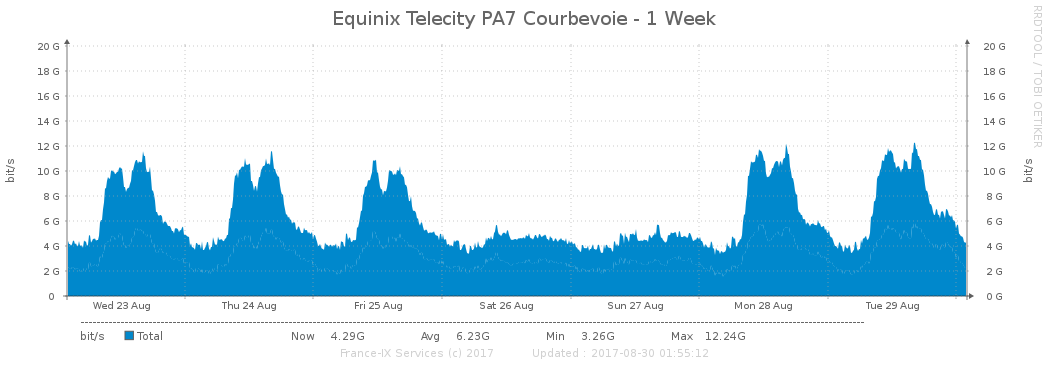 Equinix Telecity PA7 Courbevoie - 1 Week
RRDTOOL / TOBI OETIKER
bit/s
20 G
18 G
16 G
14 G
12 G
10 G
8 G
6 G
4 G
2 G
0
20 G
18 G
16 G
14 G
12 G
10 G
8 G
6 G
4 G
2 G
0 G
bit/s
Wed 23 Aug Thu 24 Aug Fri 25 Aug Sat 26 Aug Sun 27 Aug Mon 28 Aug Tue 29 Aug
bit/s Total Now 4.29G Avg 6.23G Min 3.26G Max 12.24G
France-IX Services (c) 2017 Updated : 2017-08-30 01:55:12